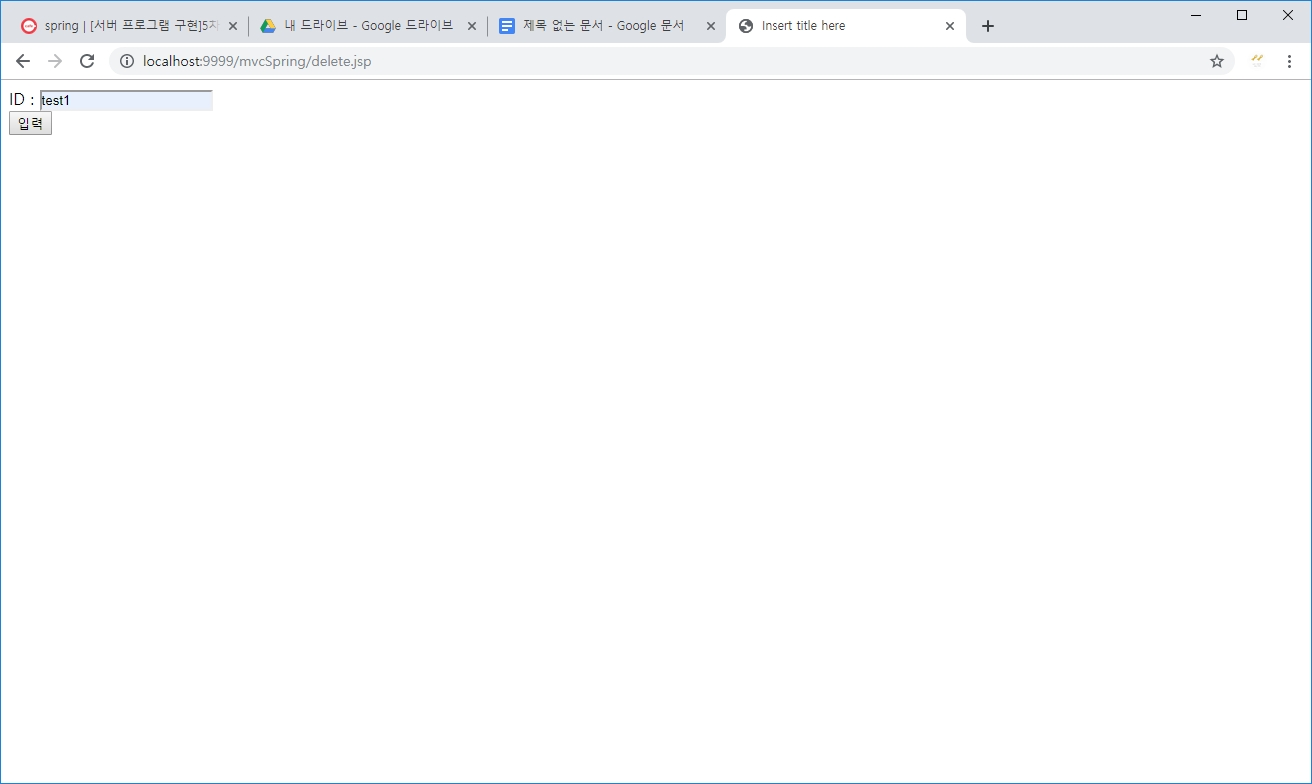 spring | [서버 프로그램 구현]5자
내 드라이브 - Google 드라이브
제목 없는 문서 - Google 문서
Insert title here
localhost:9999/mvcSpring/delete.jsp
ID : test1
입력